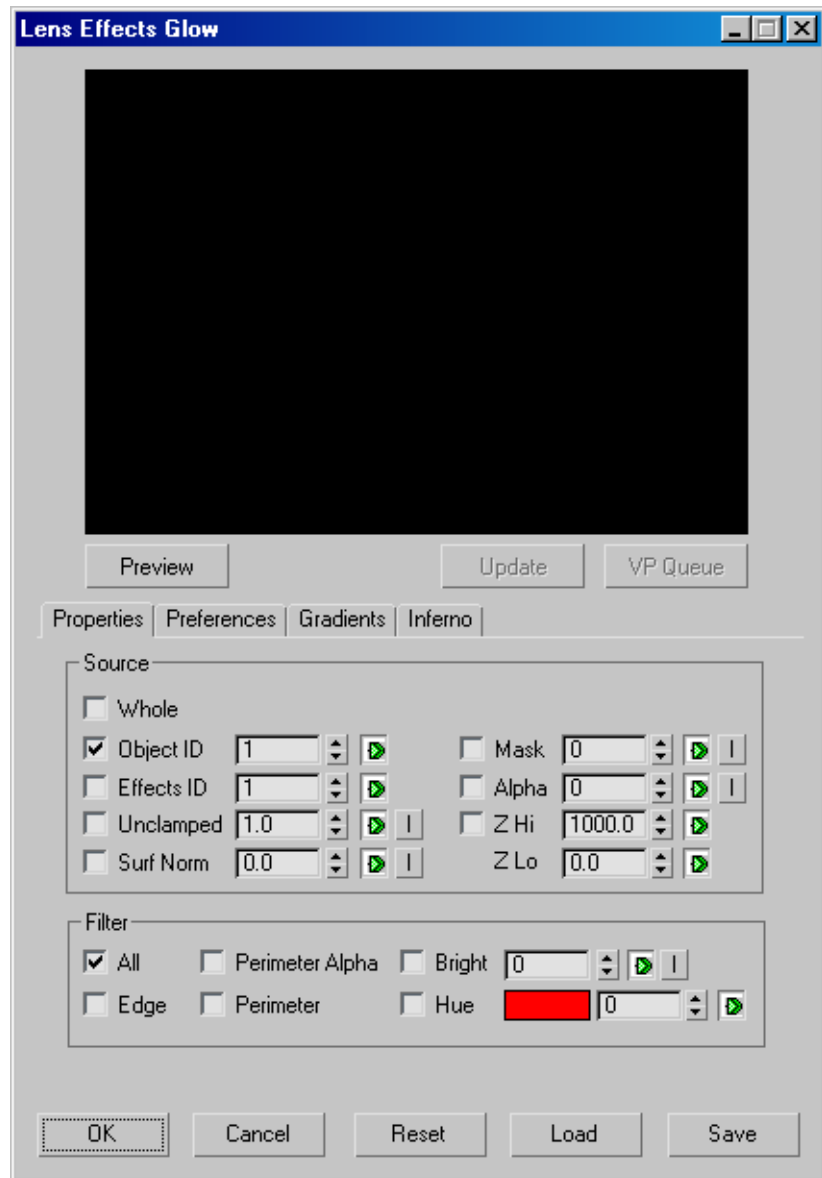 Lens Effects Glow
Preview Update VP Queue
Properties Preferences Gradients Inferno
Source
Whole
Object ID 1 Mask 0 I
Effects ID 1 Alpha 0 I
Unclamped 1.0 I Z Hi 1000.0
Surf Norm 0.0 I Z Lo 0.0
Filter
All Perimeter Alpha Bright 0 I
Edge Perimeter Hue 0
OK Cancel Reset Load Save